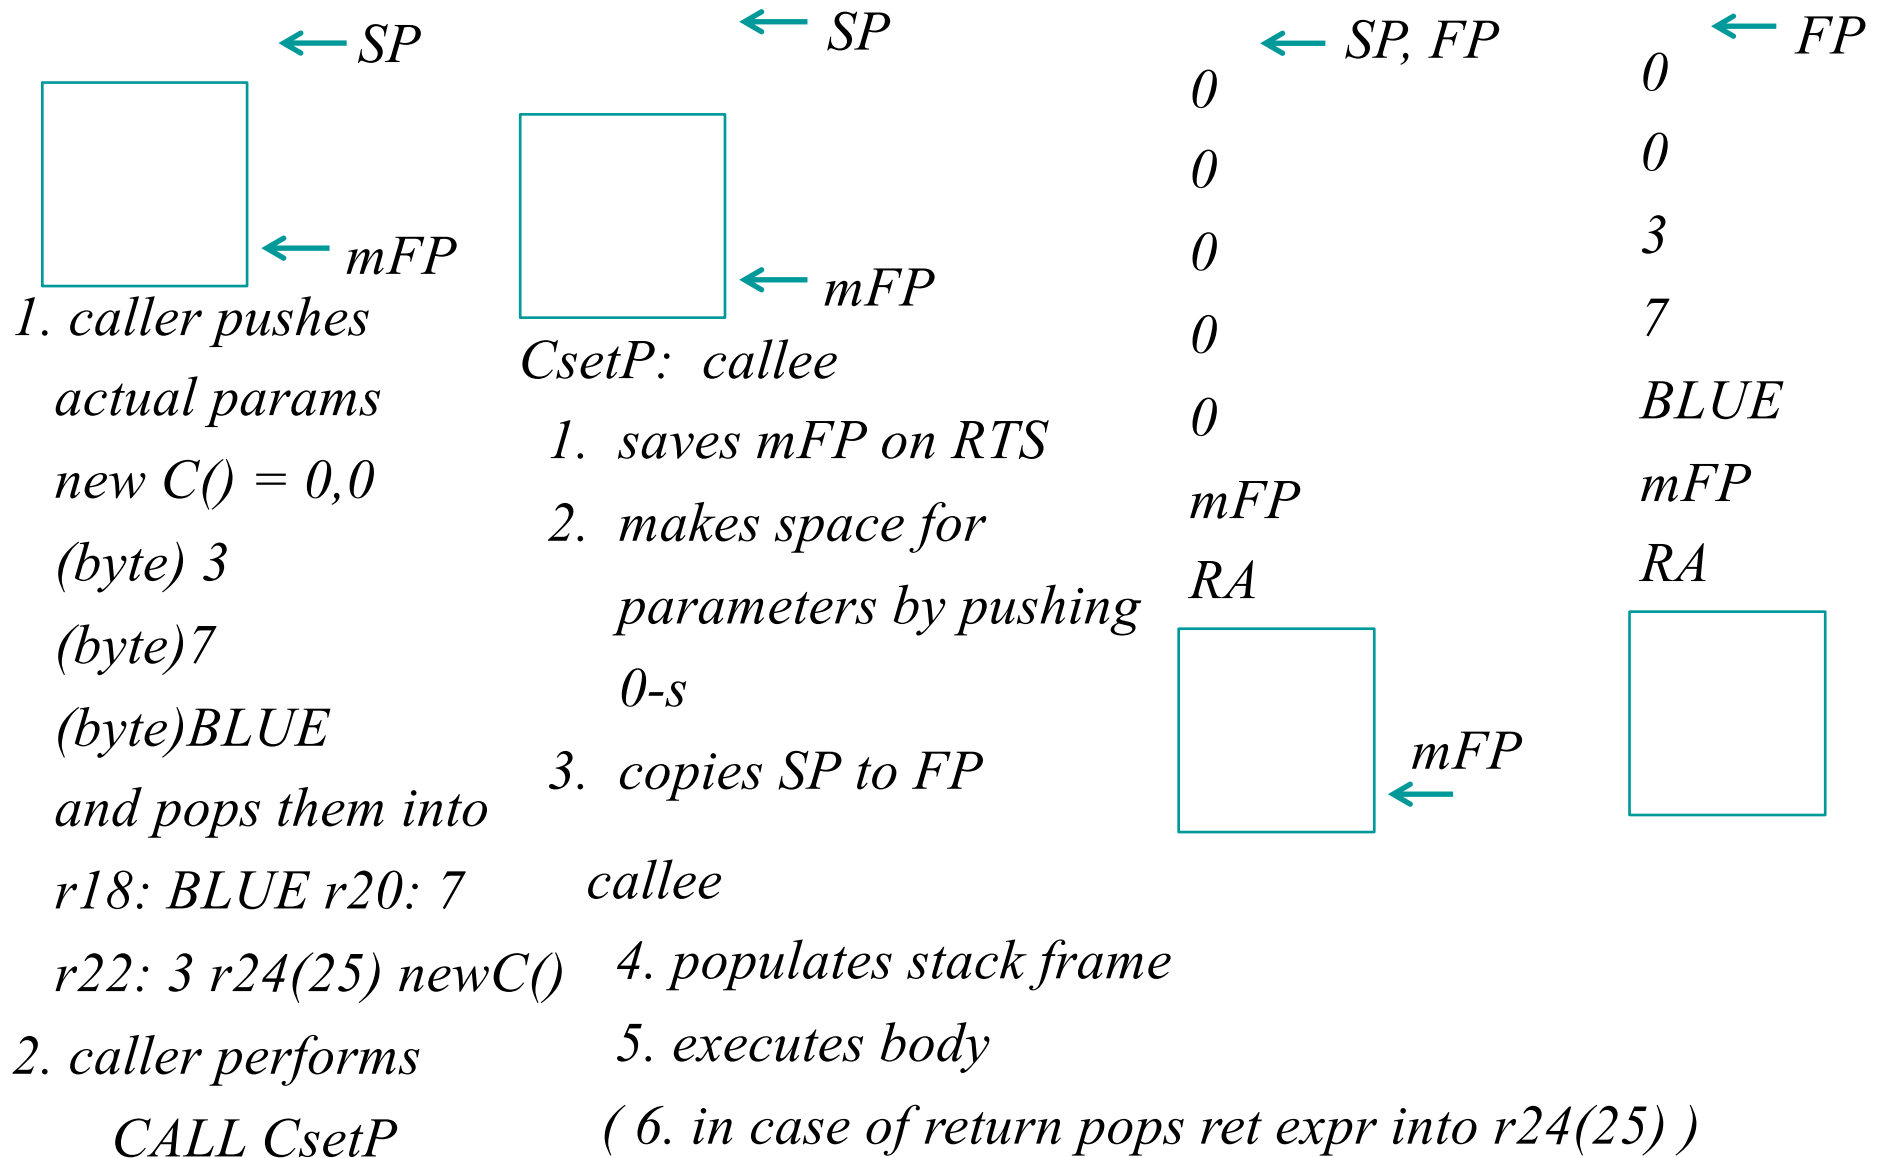 SP
mFP
1. caller pushes
actual params
new C() = 0,0
(byte) 3
(byte)7
(byte)BLUE
and pops them into
r18: BLUE r20: 7
r22: 3 r24(25) newC()
2. caller performs
CALL CsetP
SP
mFP
CsetP: callee
1. saves mFP on RTS
2. makes space for
parameters by pushing
0-s
3. copies SP to FP
callee
4. populates stack frame
5. executes body
( 6. in case of return pops ret expr into r24(25) )
SP, FP
0
0
0
0
0
mFP
RA
mFP
FP
0
0
3
7
BLUE
mFP
RA